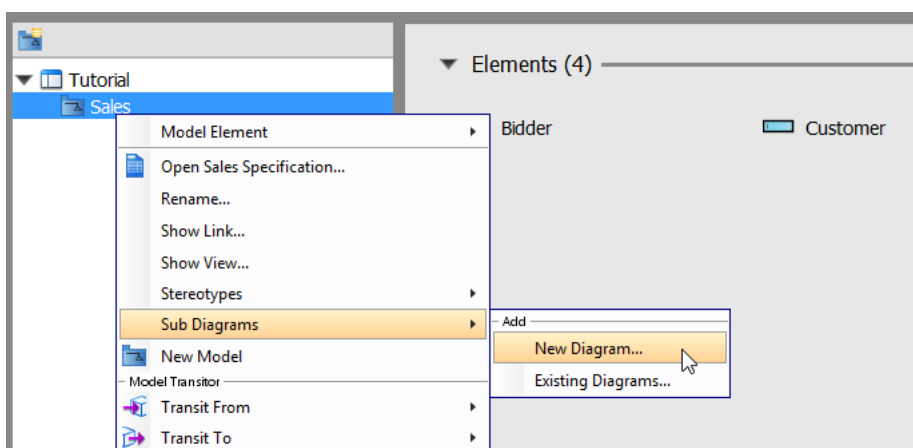 Tutorial
Sales
Elements (4)
Bidder
Customer
Model Element
Open Sales Specification...
Rename...
Show Link...
Show View...
Stereotypes
Sub Diagrams
Add
New Diagram...
Existing Diagrams...
New Model
Model Transitor
Transit From
Transit To